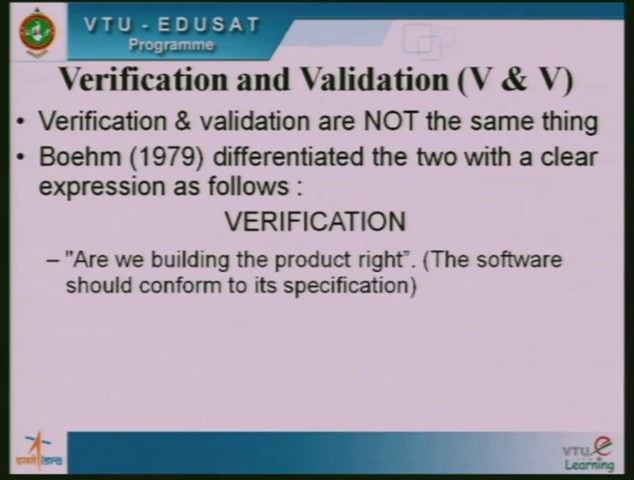 VTU - EDUSAT
Programme
Verification and Validation (V & V)
• Verification & validation are NOT the same thing
• Boehm (1979) differentiated the two with a clear
expression as follows :
VERIFICATION
– "Are we building the product right". (The software
should conform to its specification)
इसरो isro
VTU e
Learning